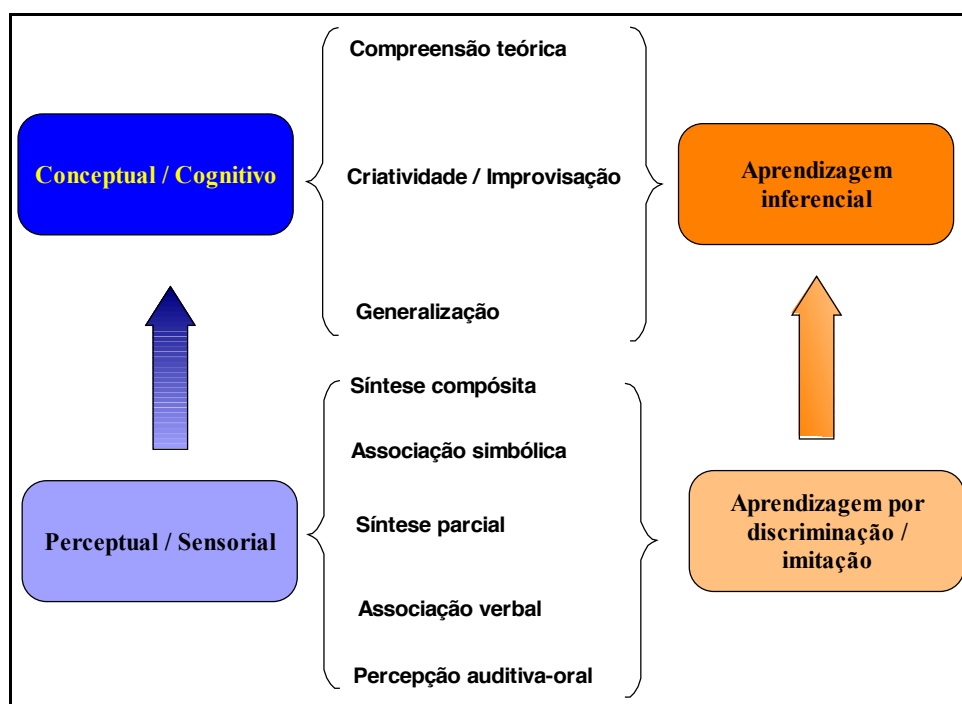 Compreensão teórica
Conceptual / Cognitivo
Criatividade / Improvisação
Aprendizagem
inferencial
Generalização
Síntese compósita
Associação simbólica
Perceptual / Sensorial
Síntese parcial
Aprendizagem por
discriminação /
imitação
Associação verbal
Percepção auditiva-oral